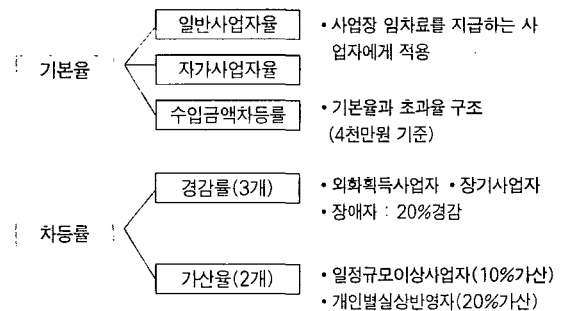 일반사업자율
• 사업장 임차료를 지급하는 사
업자에게 적용
기본율
자가사업자율
수입금액차등률
• 기본율과 초과율 구조
(4천만원 기준)
경감률(3개)
• 외화획득사업자 • 장기사업자
• 장애자 : 20%경감
차등률
가산율(2개)
• 일정규모이상사업자(10%가산)
• 개인별실상반영자(20%가산)